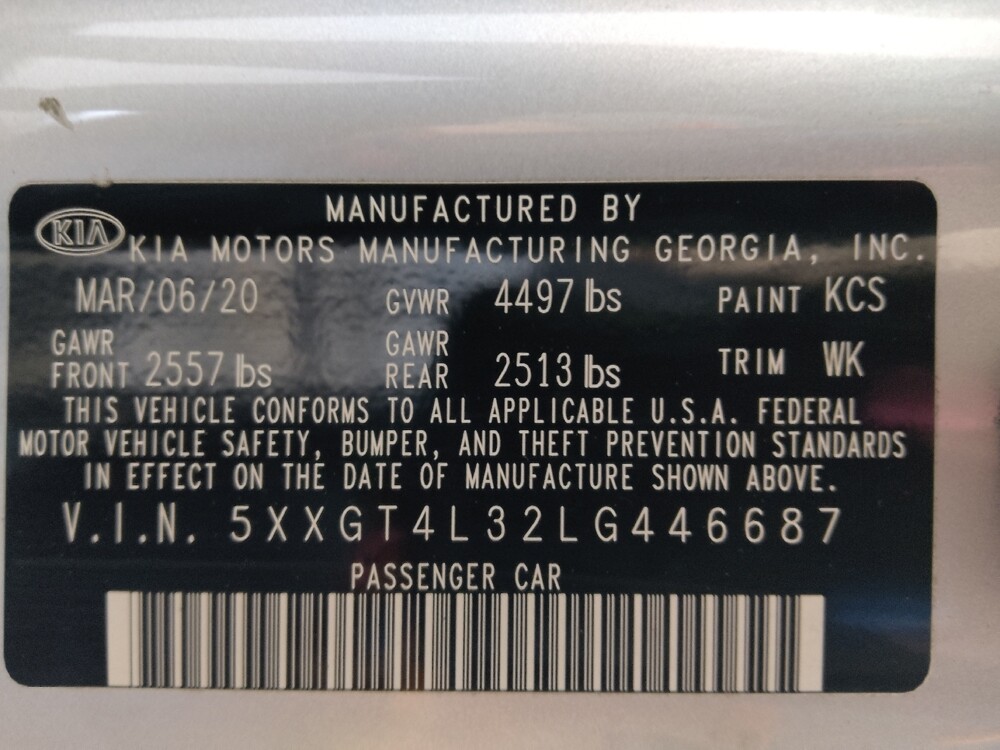 MANUFACTURED BY
KIA KIA MOTORS MANUFACTURING GEORGIA, INC.
MAR/06/20 GVWR 4497 lbs PAINT KCS
GAWR FRONT 2557 lbs GAWR REAR 2513 lbs TRIM WK
THIS VEHICLE CONFORMS TO ALL APPLICABLE U.S.A. FEDERAL
MOTOR VEHICLE SAFETY, BUMPER, AND THEFT PREVENTION STANDARDS
IN EFFECT ON THE DATE OF MANUFACTURE SHOWN ABOVE.
V.I.N. 5XXGT4L32LG446687
PASSENGER CAR